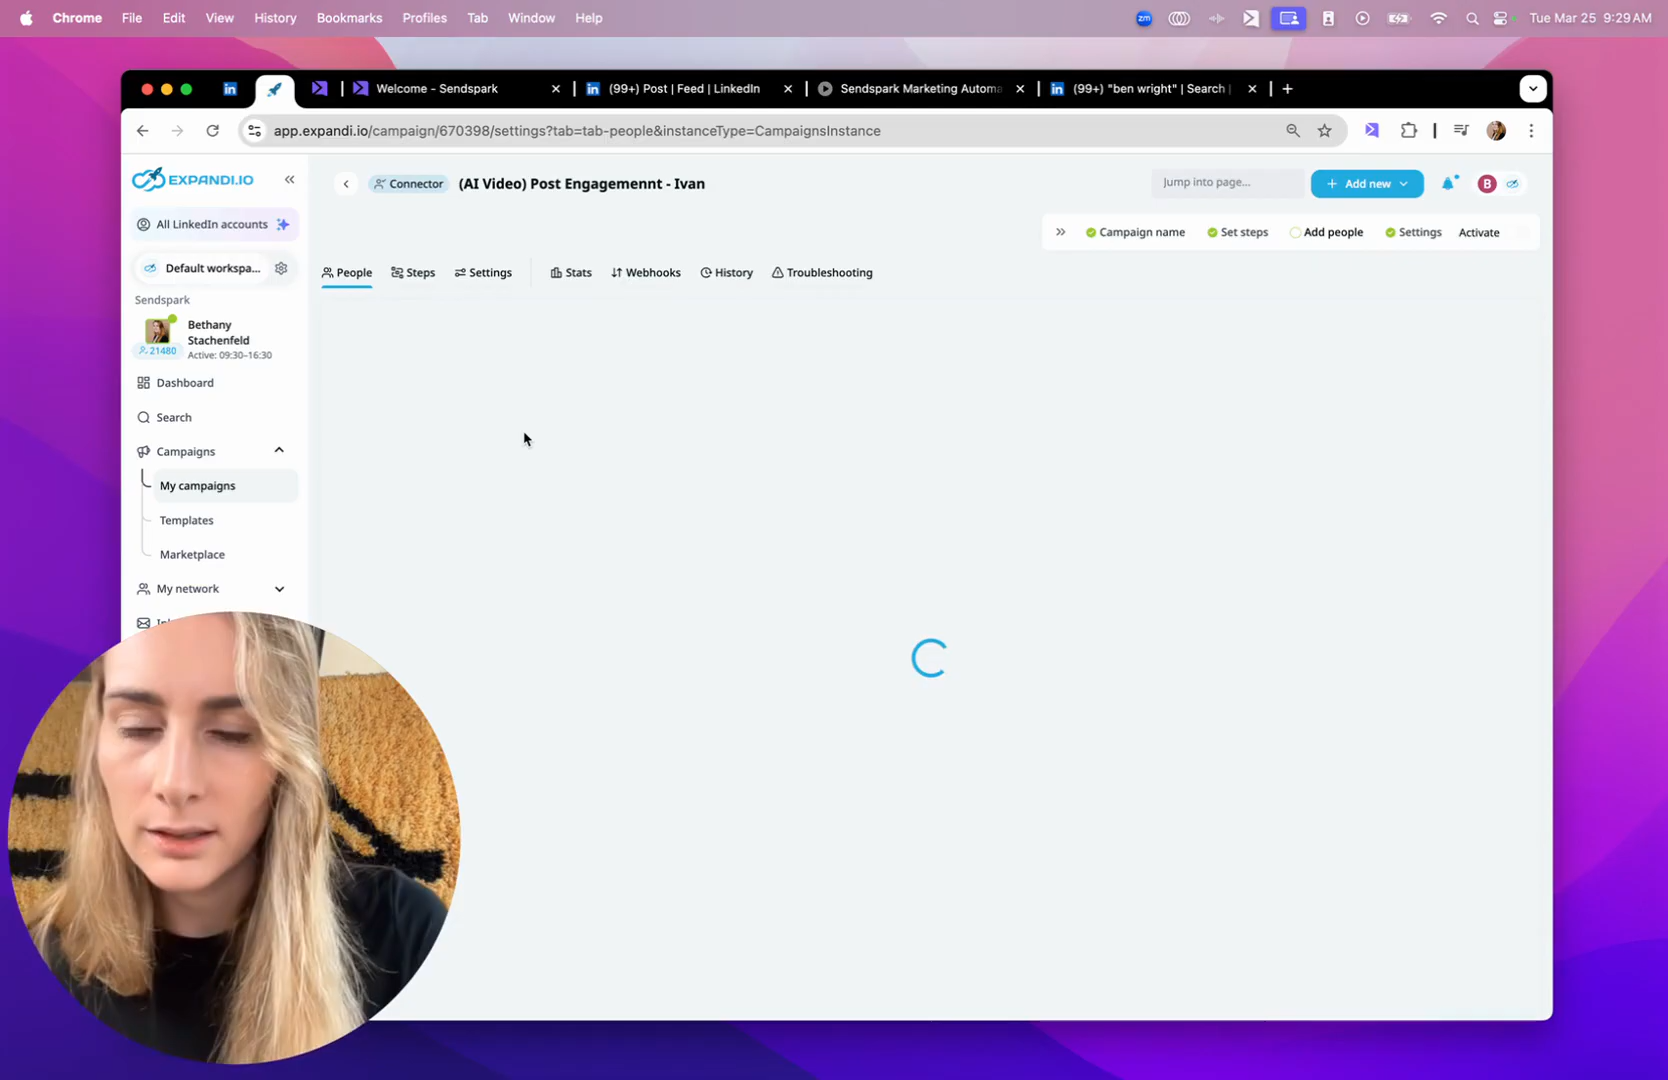 Chrome File Edit View History Bookmarks Profiles Tab Window Help zm Tue Mar 25 9:29 AM
Welcome - Sendspark (99+) Post | Feed | LinkedIn Sendspark Marketing Automa (99+) "ben wright" | Search |
app.expandi.io/campaign/670398/settings?tab=tab-people&instanceType=CampaignsInstance
EXPANDI.IO Connector (AI Video) Post Engagemennt - Ivan Jump into page... Add new B
All LinkedIn accounts
Campaign name Set steps Add people Settings Activate
Default workspa...
People Steps Settings Stats Webhooks History Troubleshooting
Sendspark
Bethany
Stachenfeld
21480
Active: 09:30–16:30
Dashboard
Search
Campaigns
My campaigns
Templates
Marketplace
My network